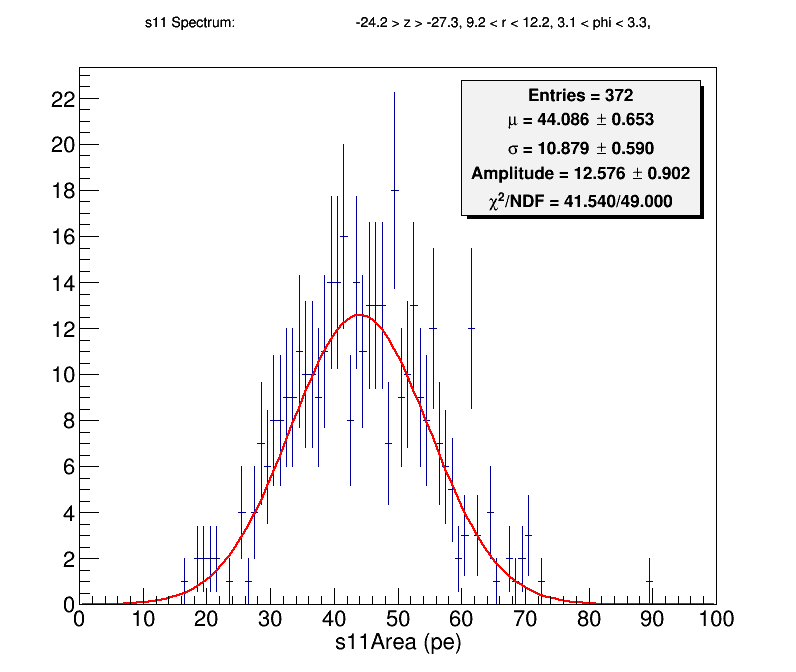 s11 Spectrum: -24.2 > z > -27.3, 9.2 < r < 12.2, 3.1 < phi < 3.3,
Entries = 372
μ = 44.086 ± 0.653
σ = 10.879 ± 0.590
Amplitude = 12.576 ± 0.902
χ²/NDF = 41.540/49.000
22
20
18
16
14
12
10
8
6
4
2
0
0 10 20 30 40 50 60 70 80 90 100
s11Area (pe)